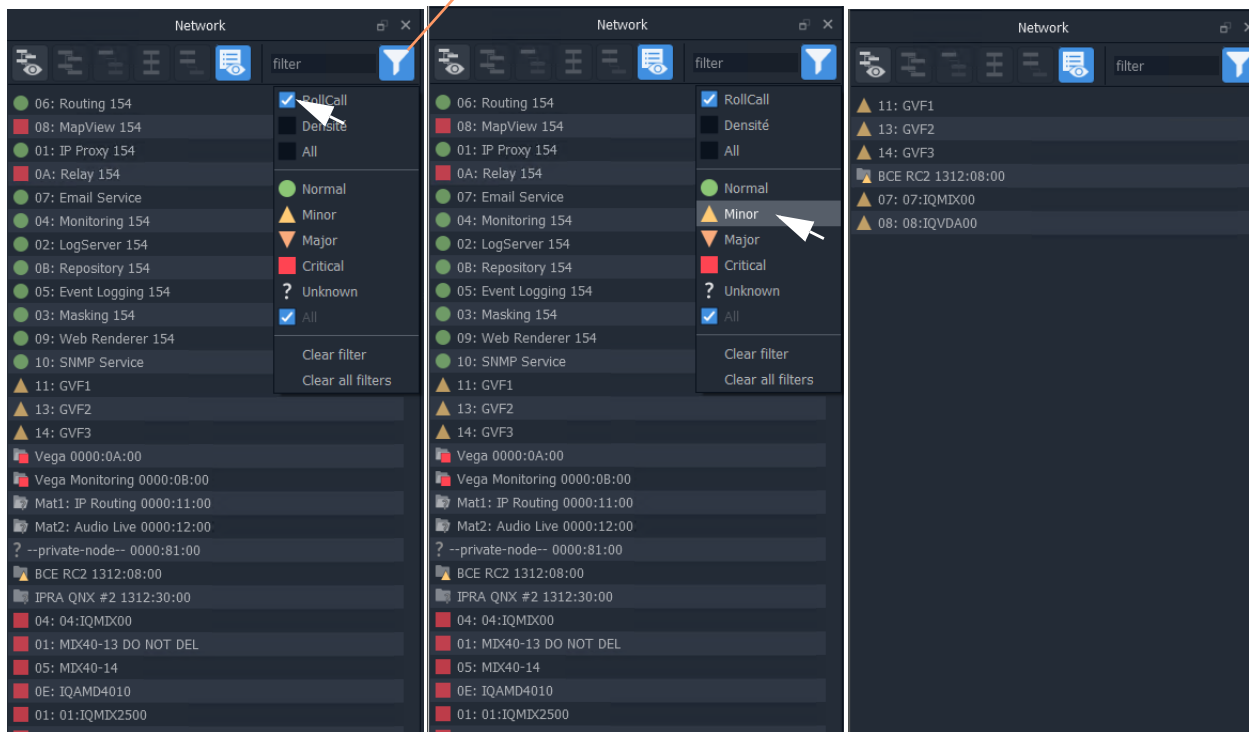 Network
filter
RollCall
Densité
All
Normal
Minor
Major
Critical
? Unknown
All
Clear filter
Clear all filters
06: Routing 154
08: MapView 154
01: IP Proxy 154
0A: Relay 154
07: Email Service
04: Monitoring 154
02: LogServer 154
0B: Repository 154
05: Event Logging 154
03: Masking 154
09: Web Renderer 154
10: SNMP Service
11: GVF1
13: GVF2
14: GVF3
Vega 0000:0A:00
Vega Monitoring 0000:0B:00
Mat1: IP Routing 0000:11:00
Mat2: Audio Live 0000:12:00
? --private-node-- 0000:81:00
BCE RC2 1312:08:00
IPRA QNX #2 1312:30:00
04: 04:IQMIX00
01: MIX40-13 DO NOT DEL
05: MIX40-14
0E: IQAMD4010
01: 01:IQMIX2500
Network
filter
RollCall
Densité
All
Normal
Minor
Major
Critical
? Unknown
All
Clear filter
Clear all filters
06: Routing 154
08: MapView 154
01: IP Proxy 154
0A: Relay 154
07: Email Service
04: Monitoring 154
02: LogServer 154
0B: Repository 154
05: Event Logging 154
03: Masking 154
09: Web Renderer 154
10: SNMP Service
11: GVF1
13: GVF2
14: GVF3
Vega 0000:0A:00
Vega Monitoring 0000:0B:00
Mat1: IP Routing 0000:11:00
Mat2: Audio Live 0000:12:00
? --private-node-- 0000:81:00
BCE RC2 1312:08:00
IPRA QNX #2 1312:30:00
04: 04:IQMIX00
01: MIX40-13 DO NOT DEL
05: MIX40-14
0E: IQAMD4010
01: 01:IQMIX2500
Network
filter
11: GVF1
13: GVF2
14: GVF3
BCE RC2 1312:08:00
07: 07:IQMIX00
08: 08:IQVDA00